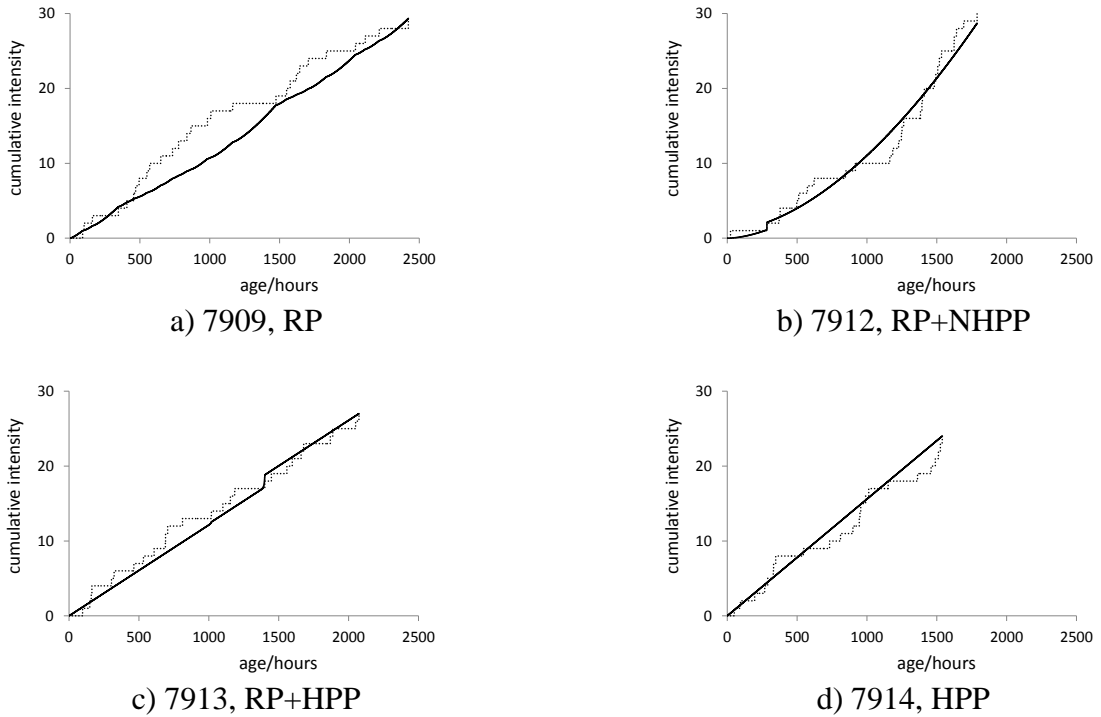 30
20
10
0
cumulative intensity
0 500 1000 1500 2000 2500
age/hours
a) 7909, RP
30
20
10
0
cumulative intensity
0 500 1000 1500 2000 2500
age/hours
b) 7912, RP+NHPP
30
20
10
0
cumulative intensity
0 500 1000 1500 2000 2500
age/hours
c) 7913, RP+HPP
30
20
10
0
cumulative intensity
0 500 1000 1500 2000 2500
age/hours
d) 7914, HPP